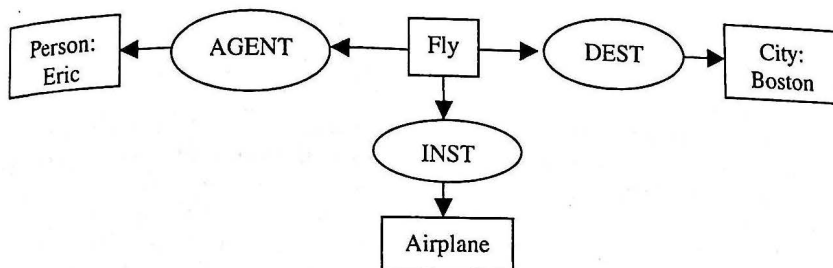 Person:
Eric
AGENT
Fly
DEST
City:
Boston
INST
Airplane